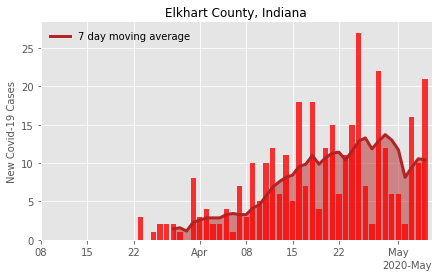 Elkhart County, Indiana
7 day moving average
New Covid-19 Cases
25
20
15
10
5
0
08 15 22 Apr 08 15 22 May
2020-May